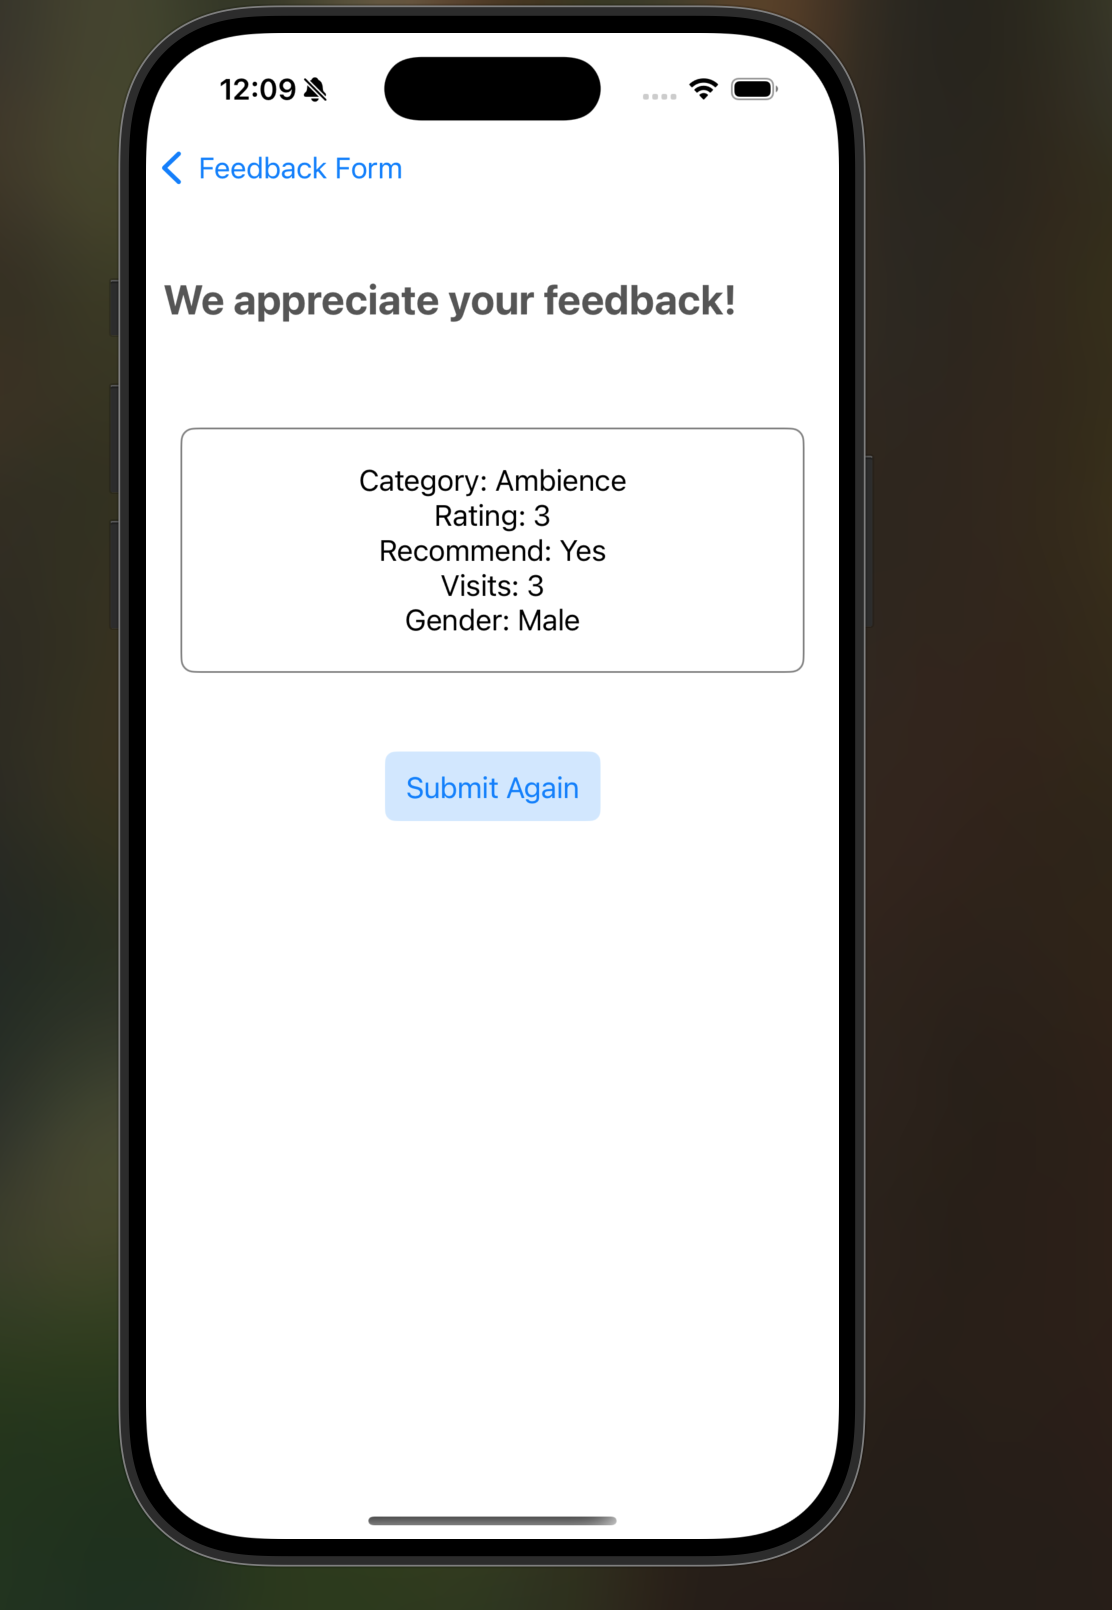 12:09
Feedback Form
We appreciate your feedback!
Category: Ambience
Rating: 3
Recommend: Yes
Visits: 3
Gender: Male
Submit Again